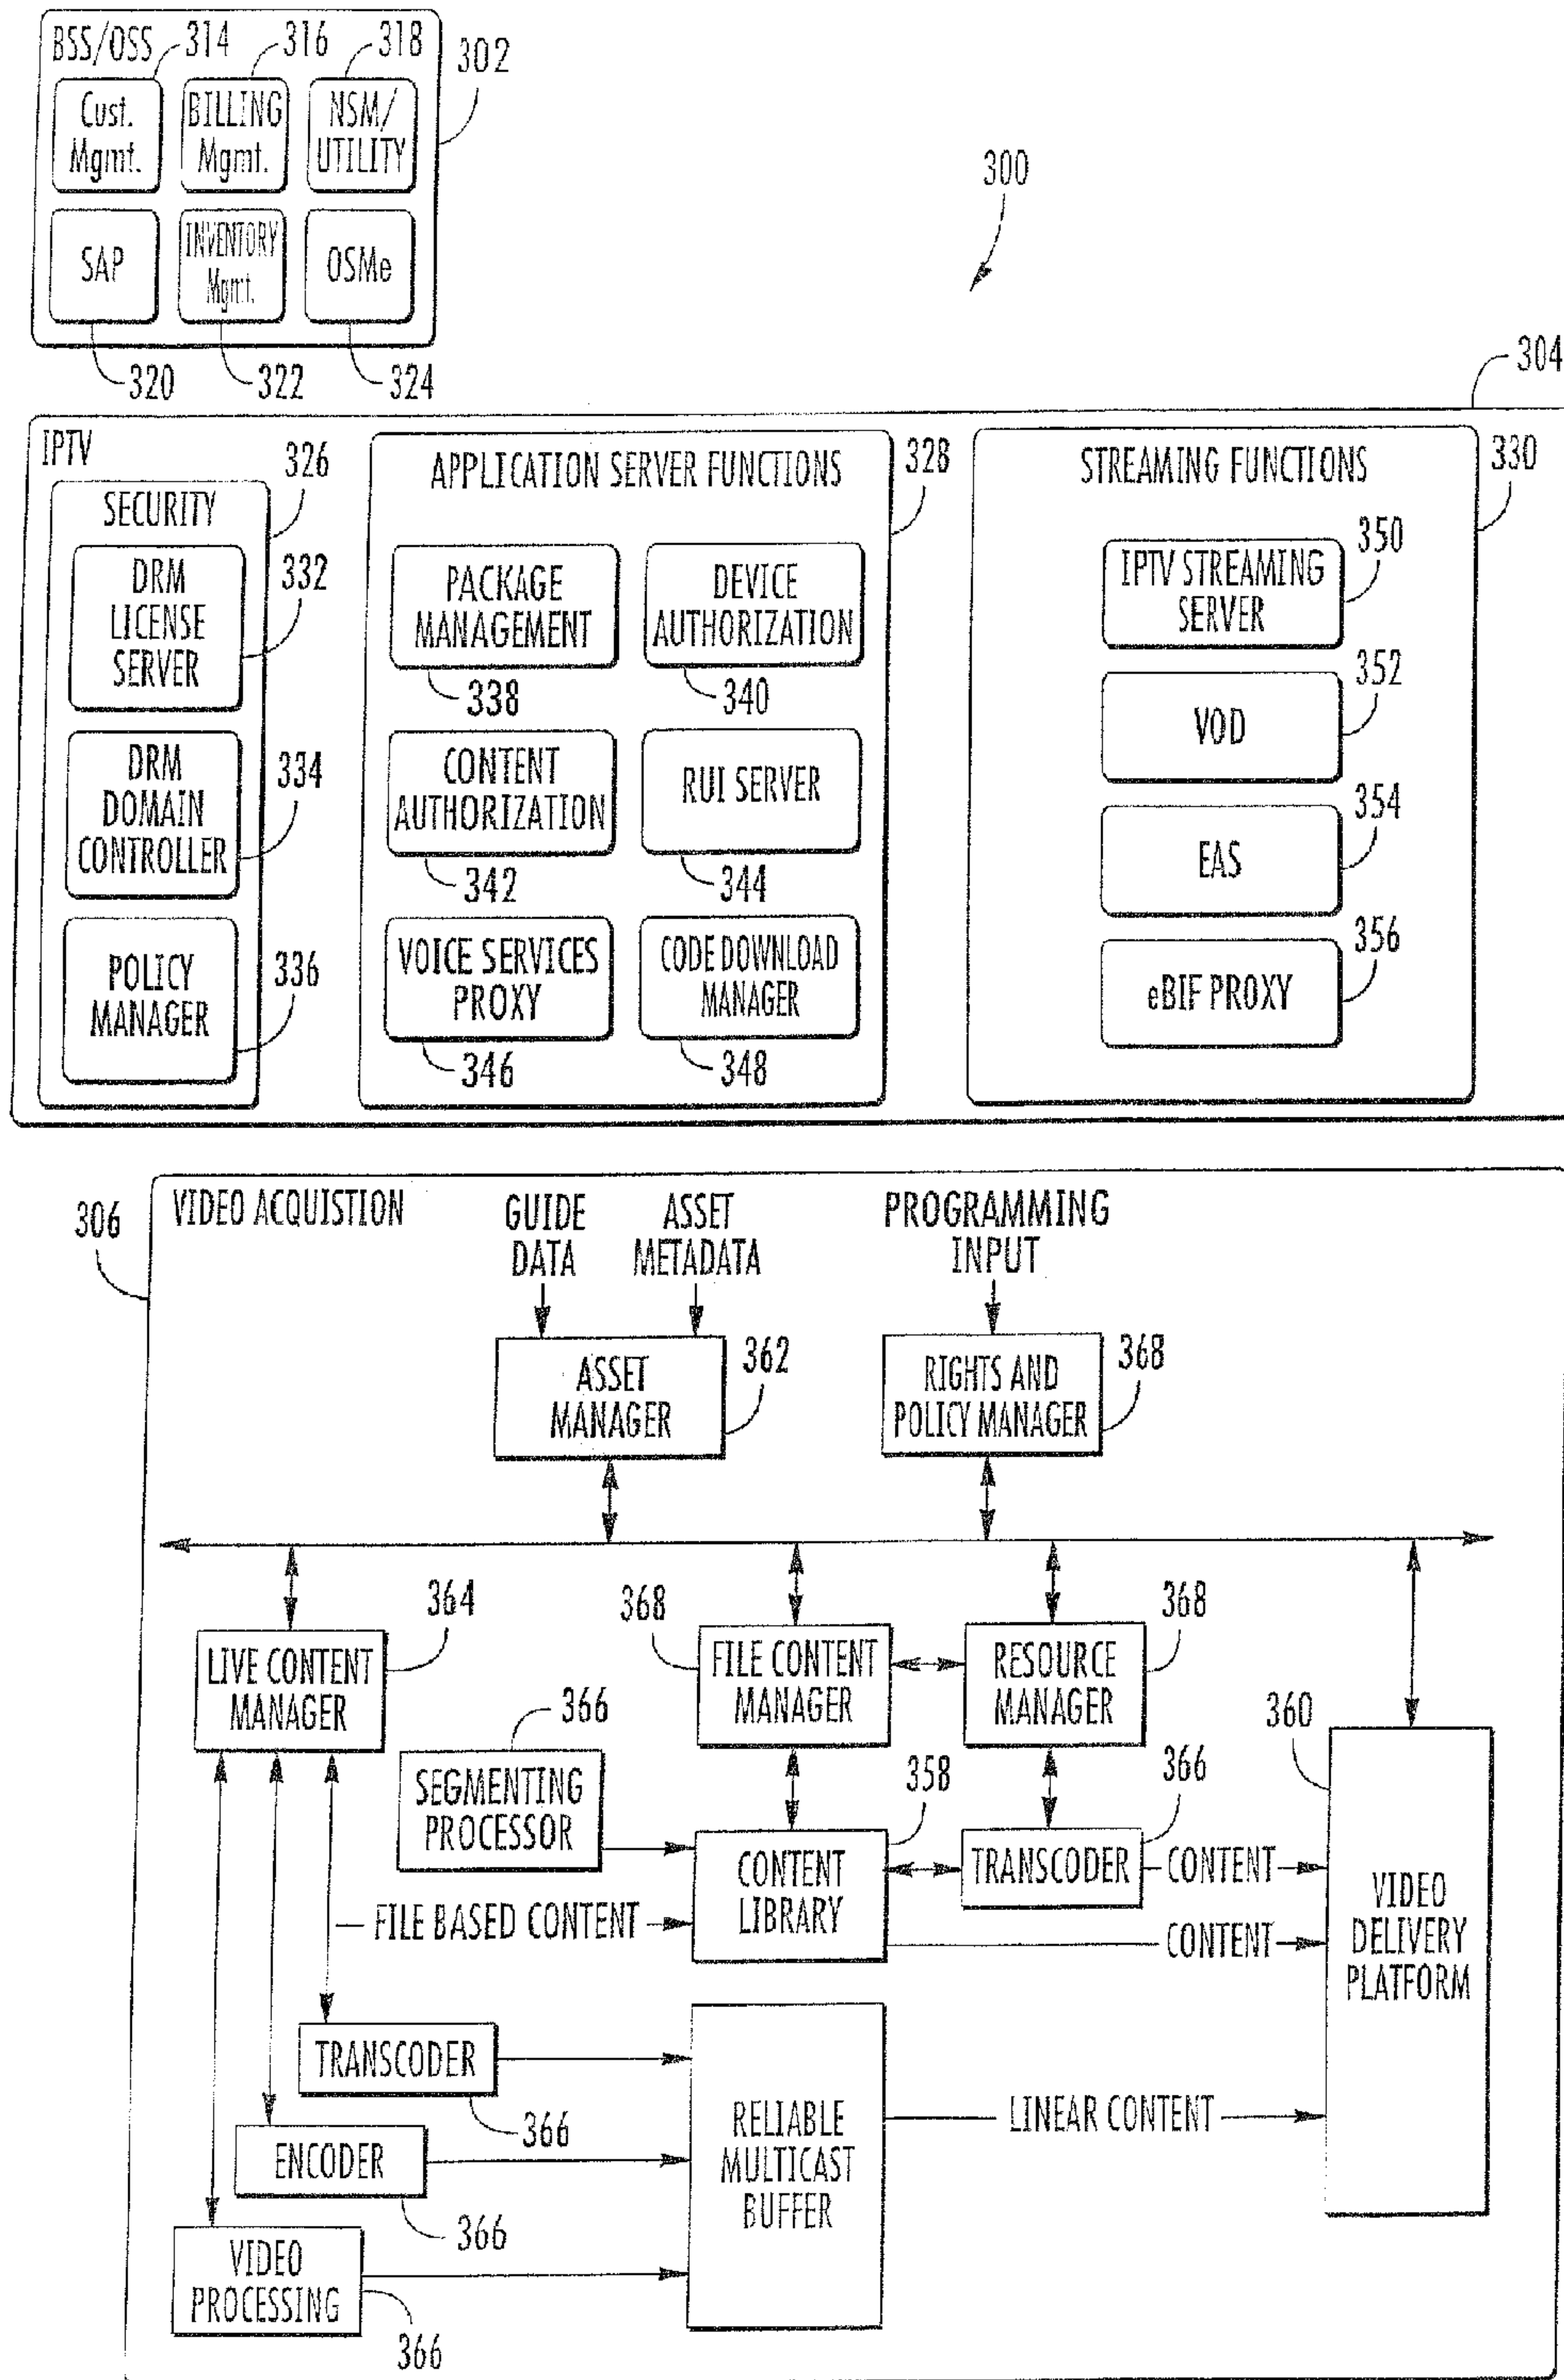 BSS/OSS
314
316
318
302
Cust.
Mgmt.
BILLING
Mgmt.
NSM/
UTILITY
SAP
INVENTORY
Mgmt.
OSMe
320
322
324
300
304
IPTV
326
SECURITY
DRM
LICENSE
SERVER
332
DRM
DOMAIN
CONTROLLER
334
POLICY
MANAGER
336
APPLICATION SERVER FUNCTIONS
328
PACKAGE
MANAGEMENT
338
DEVICE
AUTHORIZATION
340
CONTENT
AUTHORIZATION
342
RUI SERVER
344
VOICE SERVICES
PROXY
346
CODE DOWNLOAD
MANAGER
348
STREAMING FUNCTIONS
330
IPTV STREAMING
SERVER
350
VOD
352
EAS
354
eBIF PROXY
356
306
VIDEO ACQUISTION
GUIDE
DATA
ASSET
METADATA
PROGRAMMING
INPUT
ASSET
MANAGER
362
RIGHTS AND
POLICY MANAGER
368
LIVE CONTENT
MANAGER
364
368
FILE CONTENT
MANAGER
RESOURCE
MANAGER
368
366
SEGMENTING
PROCESSOR
358
CONTENT
LIBRARY
366
TRANSCODER
CONTENT
360
VIDEO
DELIVERY
PLATFORM
FILE BASED CONTENT
CONTENT
TRANSCODER
366
ENCODER
366
VIDEO
PROCESSING
366
RELIABLE
MULTICAST
BUFFER
LINEAR CONTENT